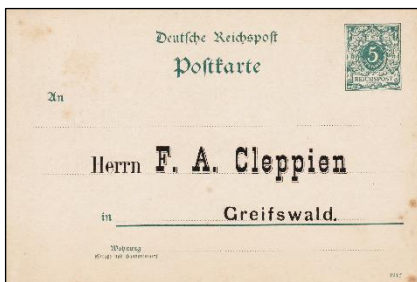 Deutsche Reichspost
Postkarte
5
REICHSPOST
An
Herrn F. A. Cleppien
in Greifswald.
Wohnung